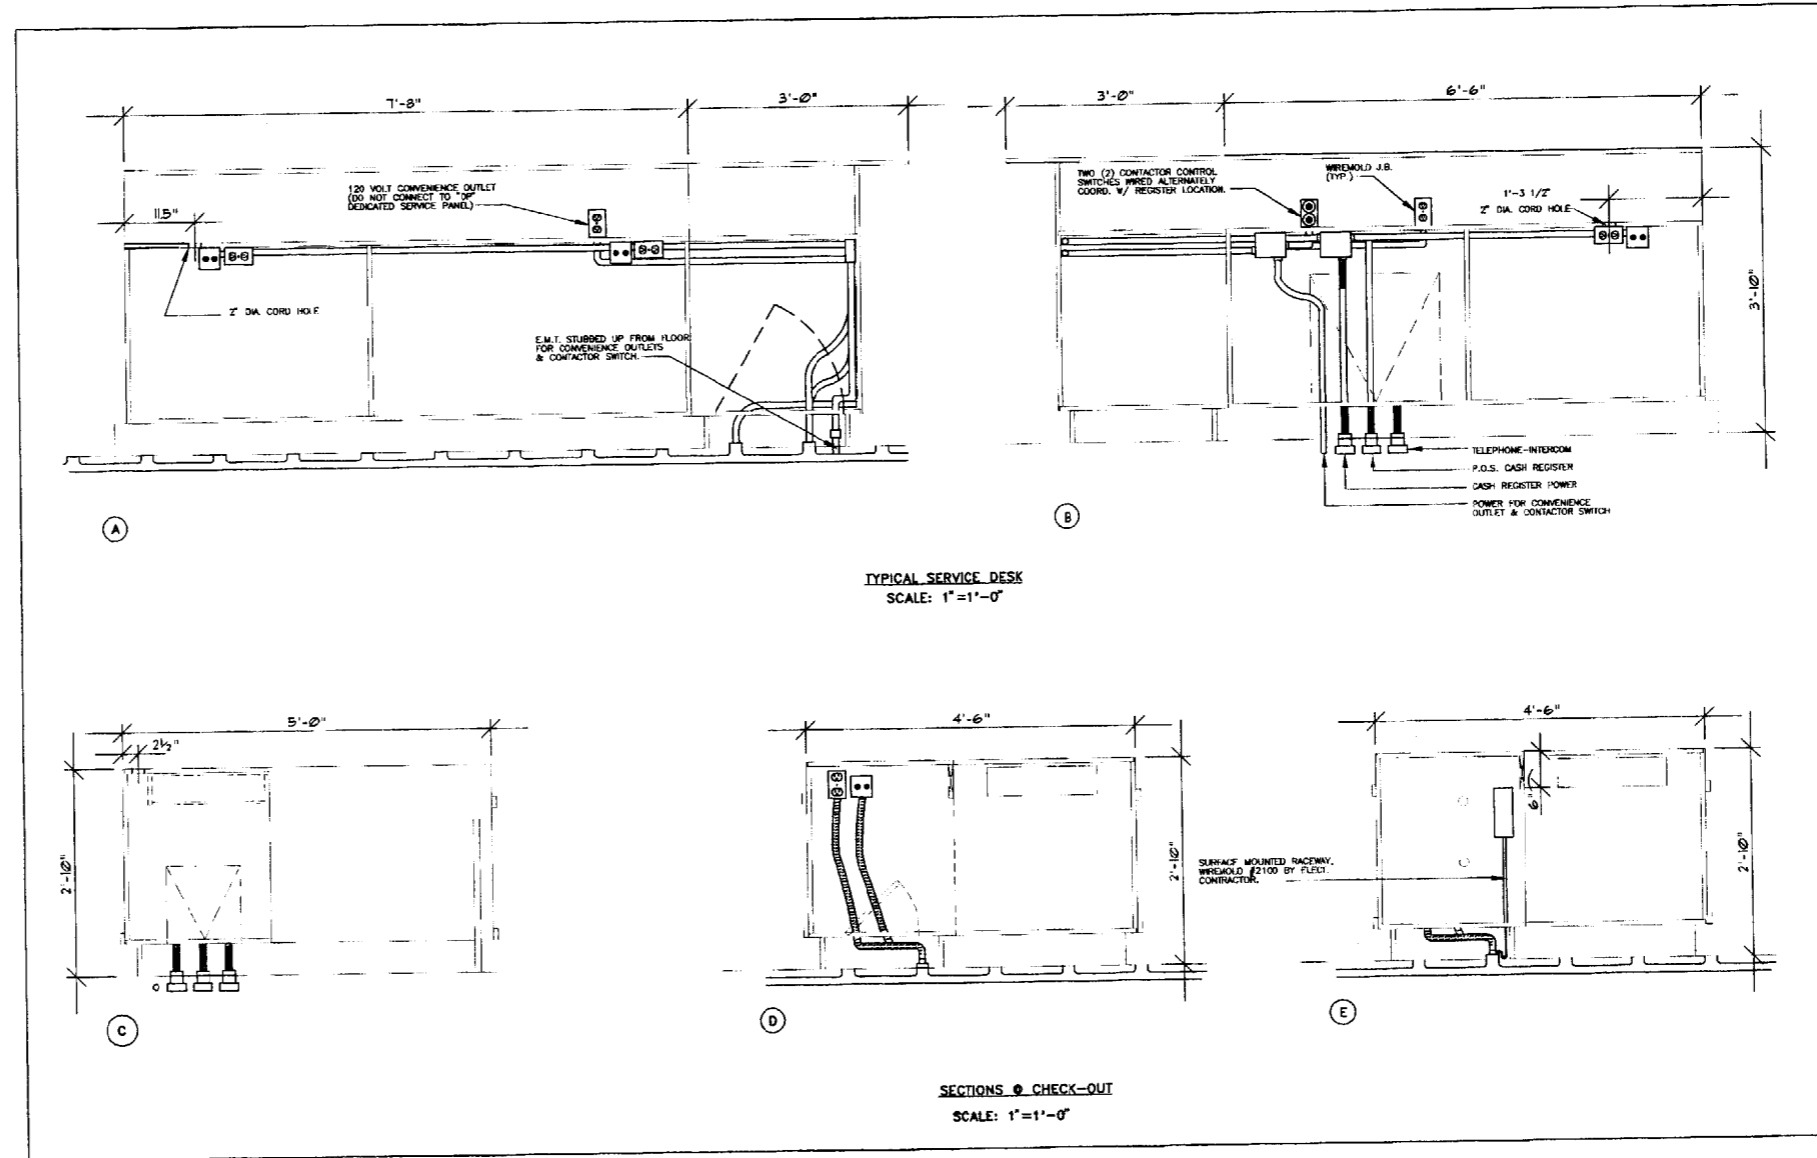 7'-8"
3'-0"
11.5"
120 VOLT CONVENIENCE OUTLET
(DO NOT CONNECT TO "DP"
DEDICATED SERVICE PANEL)
2" DIA. CORD HOLE
E.M.T. STUBBED UP FROM FLOOR
FOR CONVENIENCE OUTLETS
& CONTACTOR SWITCH.
A
3'-0"
6'-6"
TWO (2) CONTACTOR CONTROL
SWITCHES WIRED ALTERNATELY
COORD. W/ REGISTER LOCATION.
WIREMOLD J.B.
(TYP.)
1'-3 1/2"
2" DIA. CORD HOLE
3'-10"
TELEPHONE-INTERCOM
P.O.S. CASH REGISTER
CASH REGISTER POWER
POWER FOR CONVENIENCE
OUTLET & CONTACTOR SWITCH
B
TYPICAL SERVICE DESK
SCALE: 1"=1'-0"
5'-0"
2½"
2'-10"
C
4'-6"
2'-10"
D
4'-6"
6"
2'-10"
SURFACE MOUNTED RACEWAY.
WIREMOLD #2100 BY ELECT.
CONTRACTOR.
E
SECTIONS @ CHECK-OUT
SCALE: 1"=1'-0"